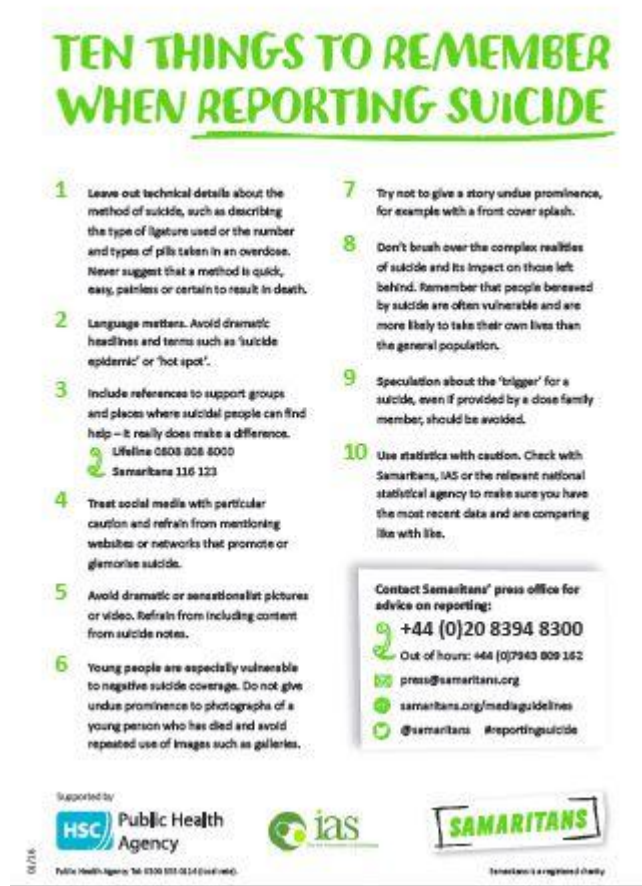 TEN THINGS TO REMEMBER
WHEN REPORTING SUICIDE
1 Leave out technical details about the
method of suicide, such as describing
the type of ligature used or the number
and types of pills taken in an overdose.
Never suggest that a method is quick,
easy, painless or certain to result in death.
2 Language matters. Avoid dramatic
headlines and terms such as 'suicide
epidemic' or 'hot spot'.
3 Include references to support groups
and places where suicidal people can find
help – it really does make a difference.
Lifeline 0808 808 8000
Samaritans 116 123
4 Treat social media with particular
caution and refrain from mentioning
websites or networks that promote or
glamorise suicide.
5 Avoid dramatic or sensationalist pictures
or video. Refrain from including content
from suicide notes.
6 Young people are especially vulnerable
to negative suicide coverage. Do not give
undue prominence to photographs of a
young person who has died and avoid
repeated use of images such as galleries.
7 Try not to give a story undue prominence,
for example with a front cover splash.
8 Don't brush over the complex realities
of suicide and its impact on those left
behind. Remember that people bereaved
by suicide are often vulnerable and are
more likely to take their own lives than
the general population.
9 Speculation about the 'trigger' for a
suicide, even if provided by a close family
member, should be avoided.
10 Use statistics with caution. Check with
Samaritans, IAS or the relevant national
statistical agency to make sure you have
the most recent data and are comparing
like with like.
Contact Samaritans' press office for
advice on reporting:
+44 (0)20 8394 8300
Out of hours: +44 (0)7943 809 162
press@samaritans.org
samaritans.org/mediaguidelines
@samaritans #reportingsuicide
Supported by
HSC Public Health
Agency
ias
SAMARITANS
Public Health Agency Tel: 0300 555 0114 (local rate).
Samaritans is a registered charity
01/16